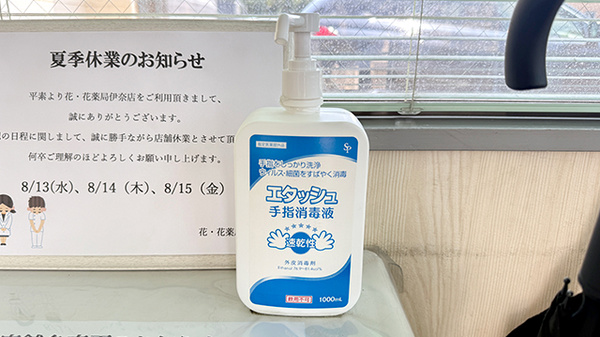 夏季休業のお知らせ
平素より花・花薬局伊奈店をご利用頂きまして、
誠にありがとうございます。
の日程に関しまして、誠に勝手ながら店舗休業とさせて頂
何卒ご理解のほどよろしくお願い申し上げます。
8/13(水)、8/14（木)、8/15（金)
花・花薬
SP
手指をしっかり洗浄
ウイルス・細菌をすばやく消毒
エタッシュ
手指消毒液
速乾性
外皮消毒剤
飲用不可
1000mL